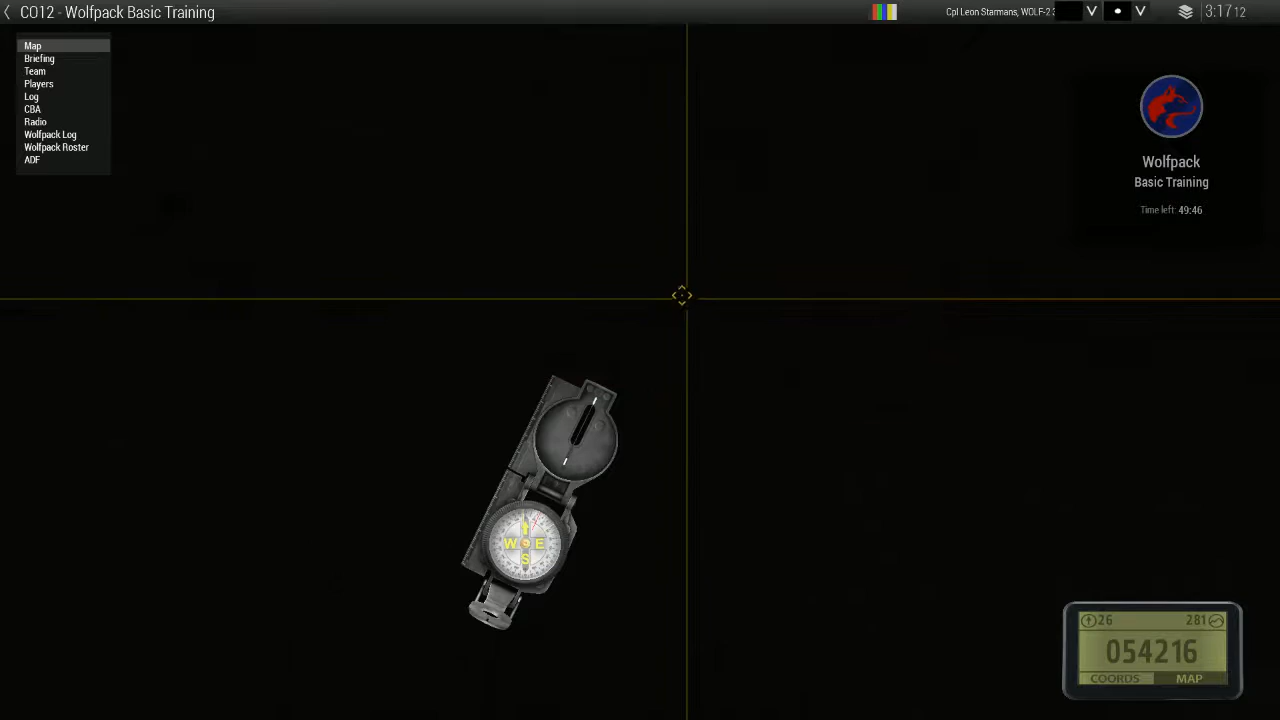 CO12 - Wolfpack Basic Training
Cpl Leon Starmans, WOLF-2 3
3:17 12
Map
Briefing
Team
Players
Log
CBA
Radio
Wolfpack Log
Wolfpack Roster
ADF
Wolfpack
Basic Training
Time left: 49:46
W E
S
26 281
054216
COORDS MAP